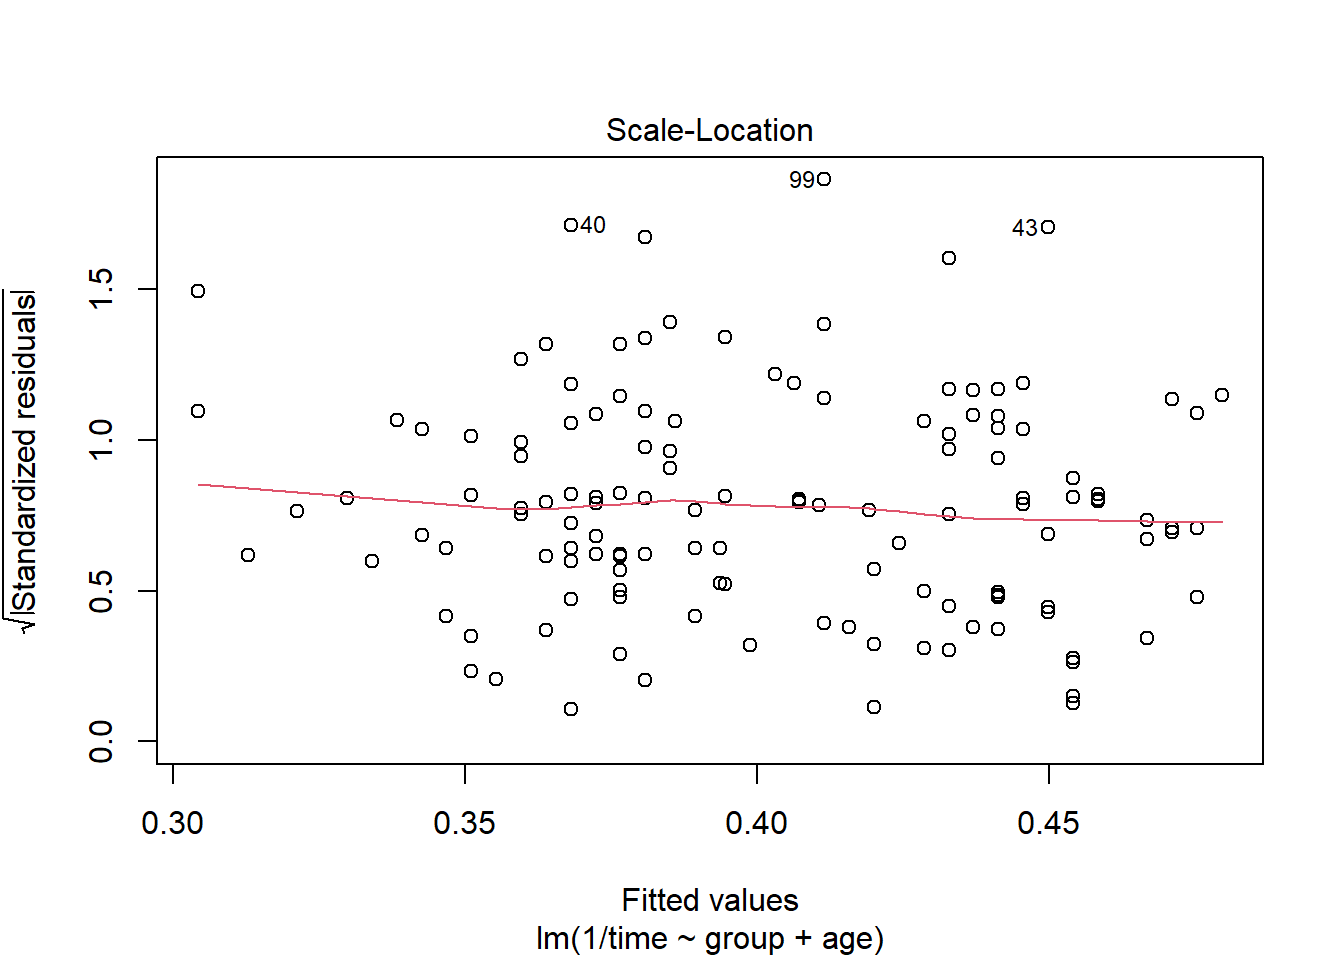 Scale-Location
99
40
43
√|Standardized residuals|
1.5
1.0
0.5
0.0
0.30 0.35 0.40 0.45
Fitted values
lm(1/time ~ group + age)